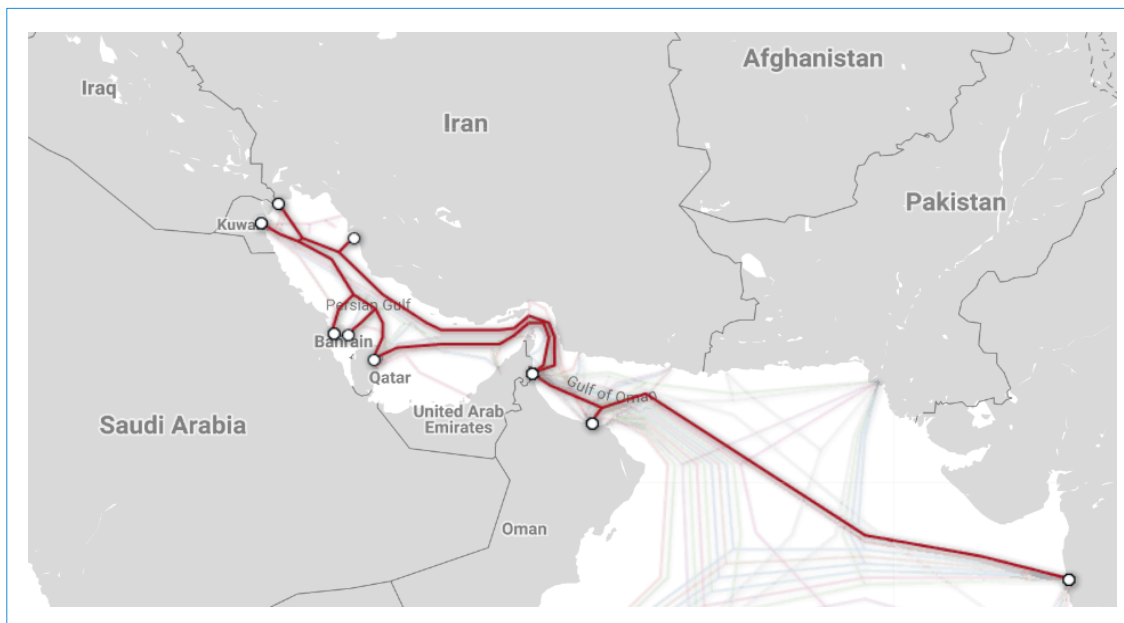 Afghanistan
Iraq
Iran
Pakistan
Kuwa
Persian Gulf
Bahrain
Qatar
Gulf of Oman
United Arab
Emirates
Saudi Arabia
Oman